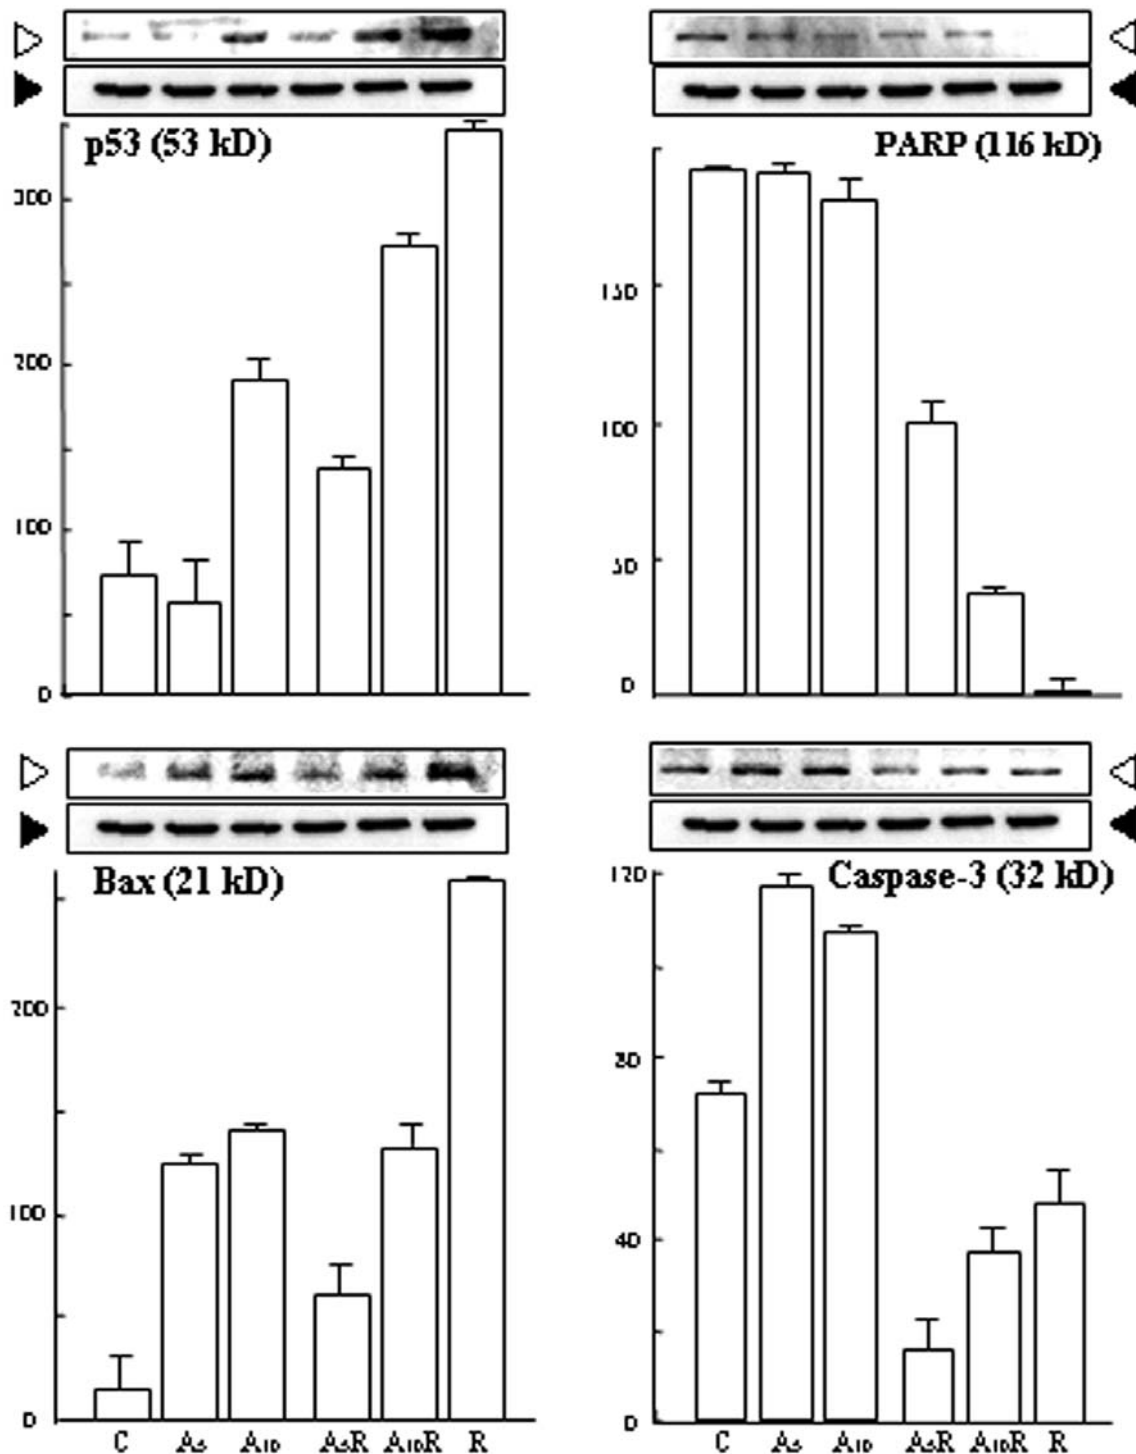 p53 (53 kD)
300
200
100
0
PARP (116 kD)
150
100
50
0
Bax (21 kD)
200
100
0
C A₅ A₁₀ A₅R A₁₀R R
Caspase-3 (32 kD)
120
80
40
0
C A₅ A₁₀ A₅R A₁₀R R